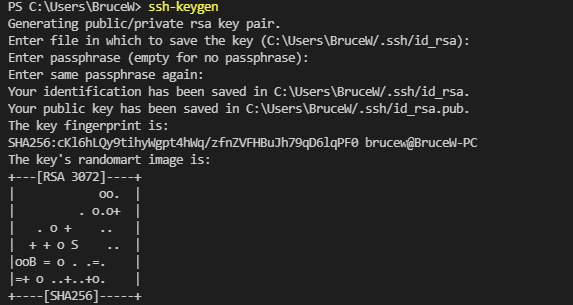 PS C:\Users\BruceW> ssh-keygen
Generating public/private rsa key pair.
Enter file in which to save the key (C:\Users\BruceW/.ssh/id_rsa):
Enter passphrase (empty for no passphrase):
Enter same passphrase again:
Your identification has been saved in C:\Users\BruceW/.ssh/id_rsa.
Your public key has been saved in C:\Users\BruceW/.ssh/id_rsa.pub.
The key fingerprint is:
SHA256:cKl6hLQy9tihyWgpt4hWq/zfnZVFHBuJh79qD6lqPF0 brucew@BruceW-PC
The key's randomart image is:
+---[RSA 3072]----+
|             oo. |
|          . o.o+ |
|   . o +    ..   |
|  + + o S    ..  |
|ooB = o . .=.    |
|=+ o ..+..+o.    |
+----[SHA256]-----+